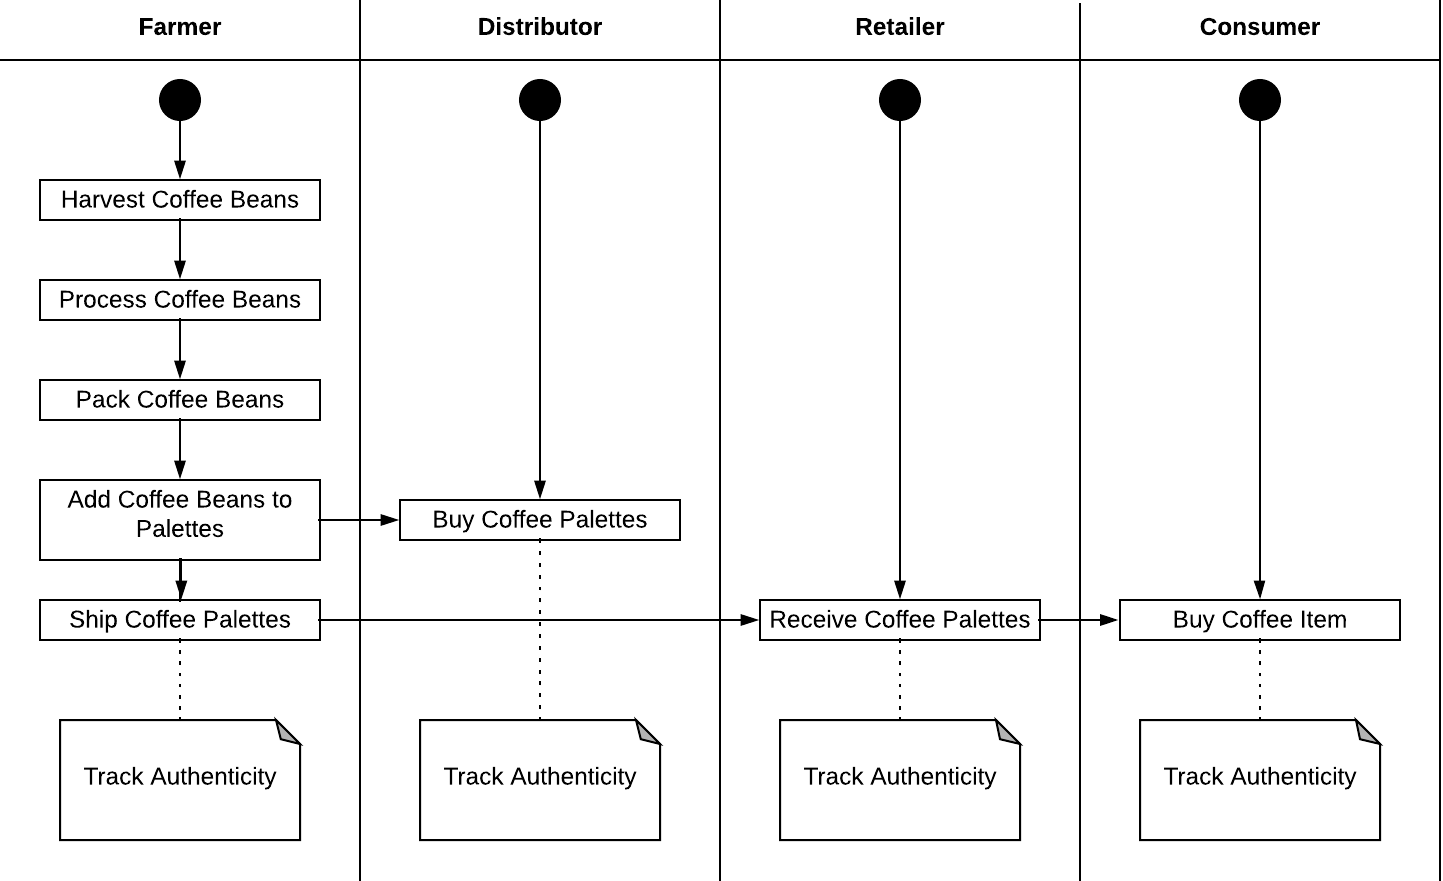 Farmer
Distributor
Retailer
Consumer
Harvest Coffee Beans
Process Coffee Beans
Pack Coffee Beans
Add Coffee Beans to
Palettes
Buy Coffee Palettes
Ship Coffee Palettes
Receive Coffee Palettes
Buy Coffee Item
Track Authenticity
Track Authenticity
Track Authenticity
Track Authenticity